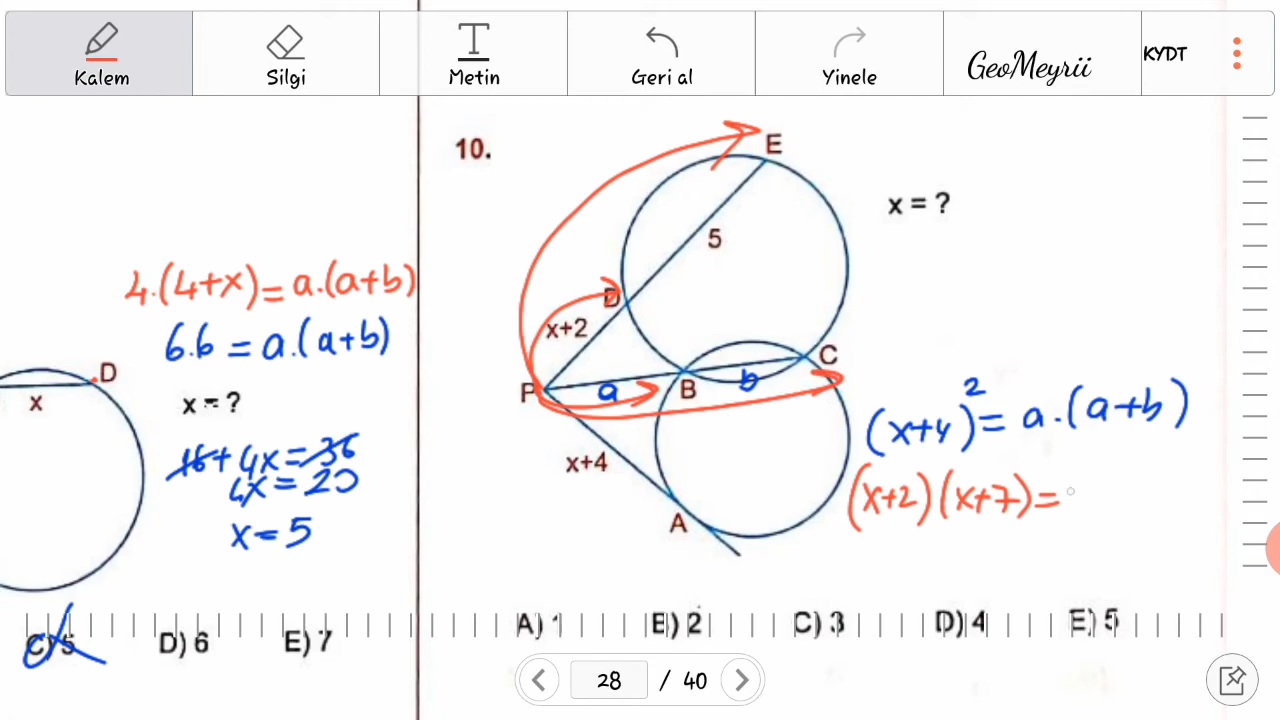 Kalem
Silgi
Metin
Geri al
Yinele
GeoMeyrii
KYDT
4.(4+x)=a.(a+b)
6.6=a.(a+b)
D
x
x=?
16+4x=36
4x=20
x=5
C) 5
D) 6
E) 7
10.
E
x = ?
5
D
x+2
C
P
a
B
b
x+4
A
(x+4)²=a.(a+b)
(x+2)(x+7)=
A) 1
B) 2
C) 3
D) 4
E) 5
28 / 40